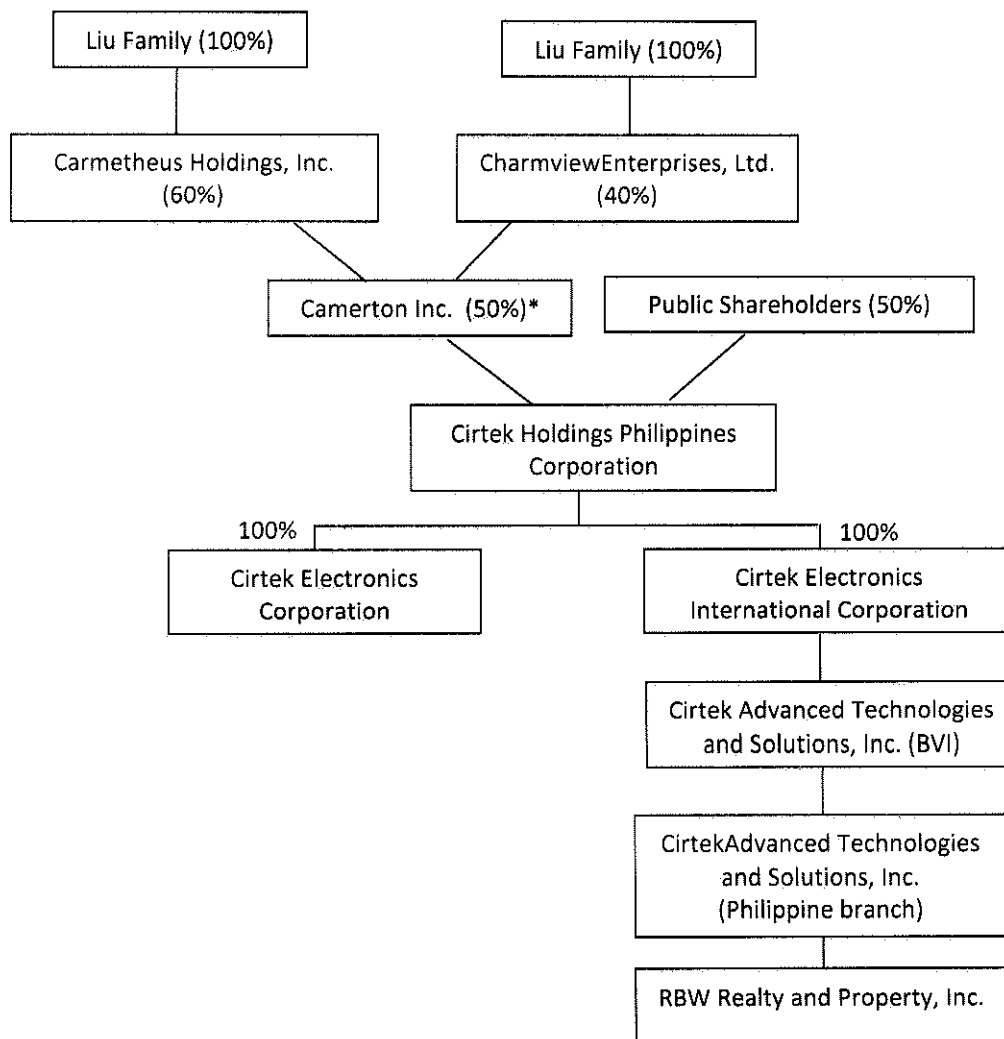 Liu Family (100%)
Liu Family (100%)
Carmetheus Holdings, Inc.
(60%)
CharmviewEnterprises, Ltd.
(40%)
Camerton Inc. (50%)*
Public Shareholders (50%)
Cirtek Holdings Philippines
Corporation
100%
100%
Cirtek Electronics
Corporation
Cirtek Electronics
International Corporation
Cirtek Advanced Technologies
and Solutions, Inc. (BVI)
CirtekAdvanced Technologies
and Solutions, Inc.
(Philippine branch)
RBW Realty and Property, Inc.